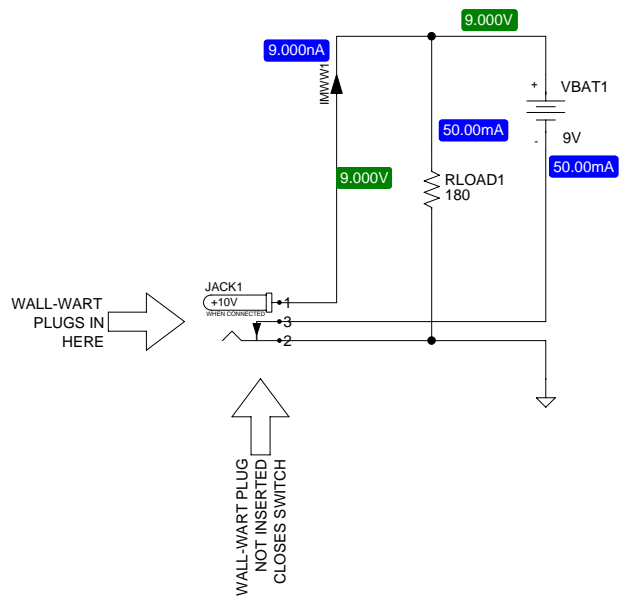 9.000V
9.000nA
IMWW1
+
VBAT1
50.00mA
-
9V
50.00mA
9.000V
RLOAD1
180
JACK1
+10V
WHEN CONNECTED
1
3
2
WALL-WART
PLUGS IN
HERE
WALL-WART PLUG
NOT INSERTED
CLOSES SWITCH